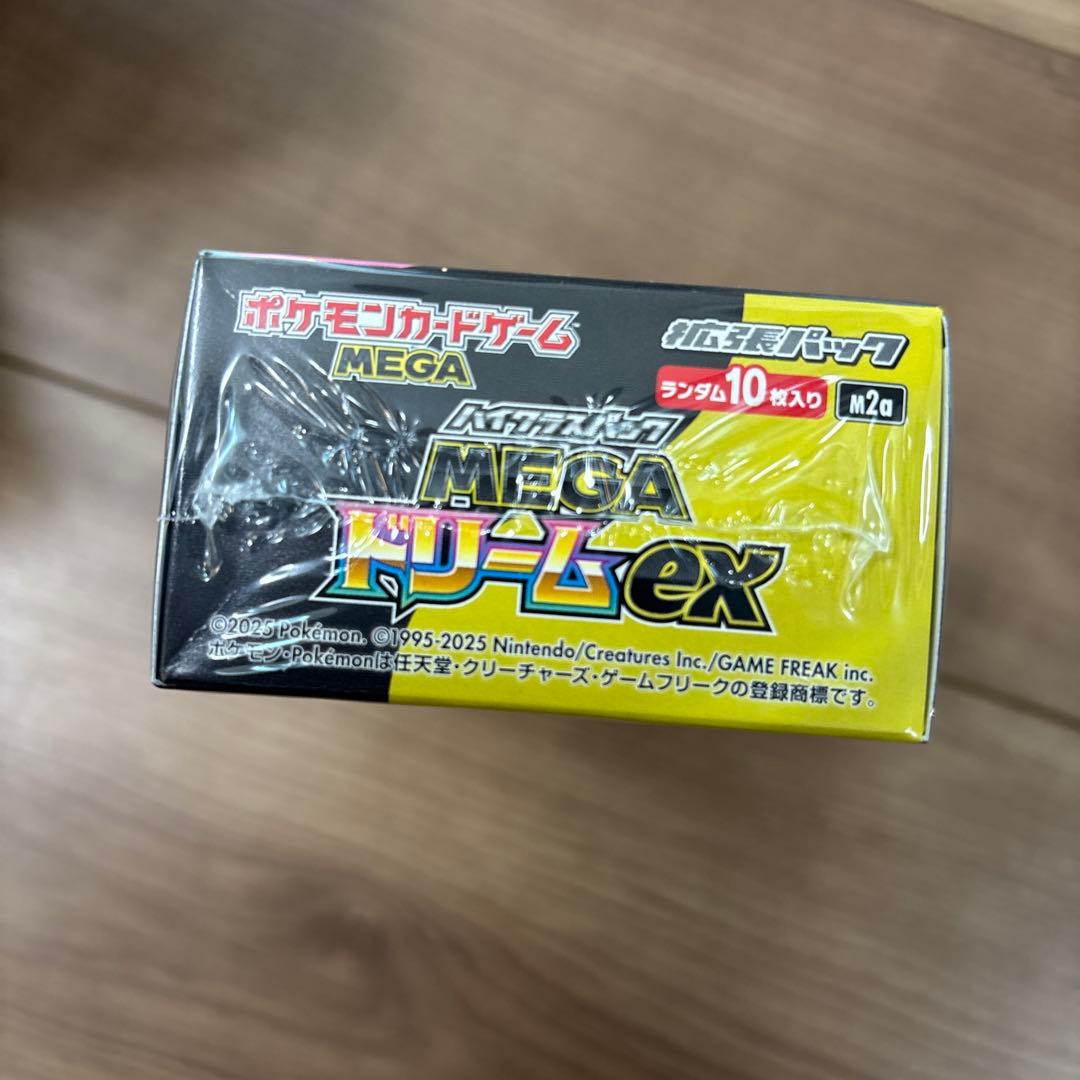 ポケモンカードゲーム
MEGA
拡張パック
ランダム10枚入り
M2a
ハイクラスパック
MEGA
ドリームex
©2025 Pokémon. ©1995-2025 Nintendo/Creatures Inc./GAME FREAK inc.
ポケモン・Pokémonは任天堂・クリーチャーズ・ゲームフリークの登録商標です。